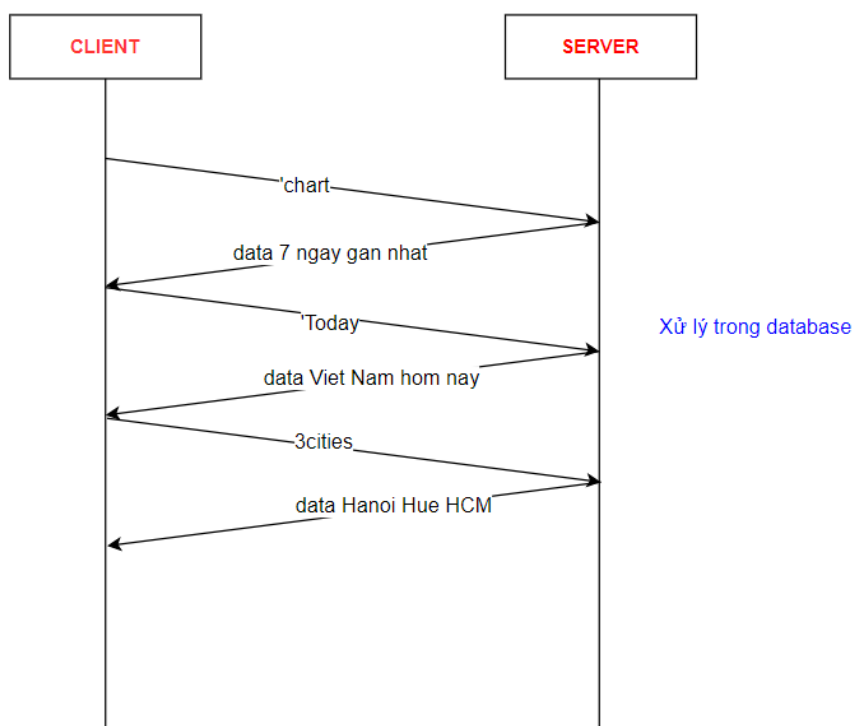 CLIENT
SERVER
'chart
data 7 ngay gan nhat
'Today
Xử lý trong database
data Viet Nam hom nay
3cities
data Hanoi Hue HCM